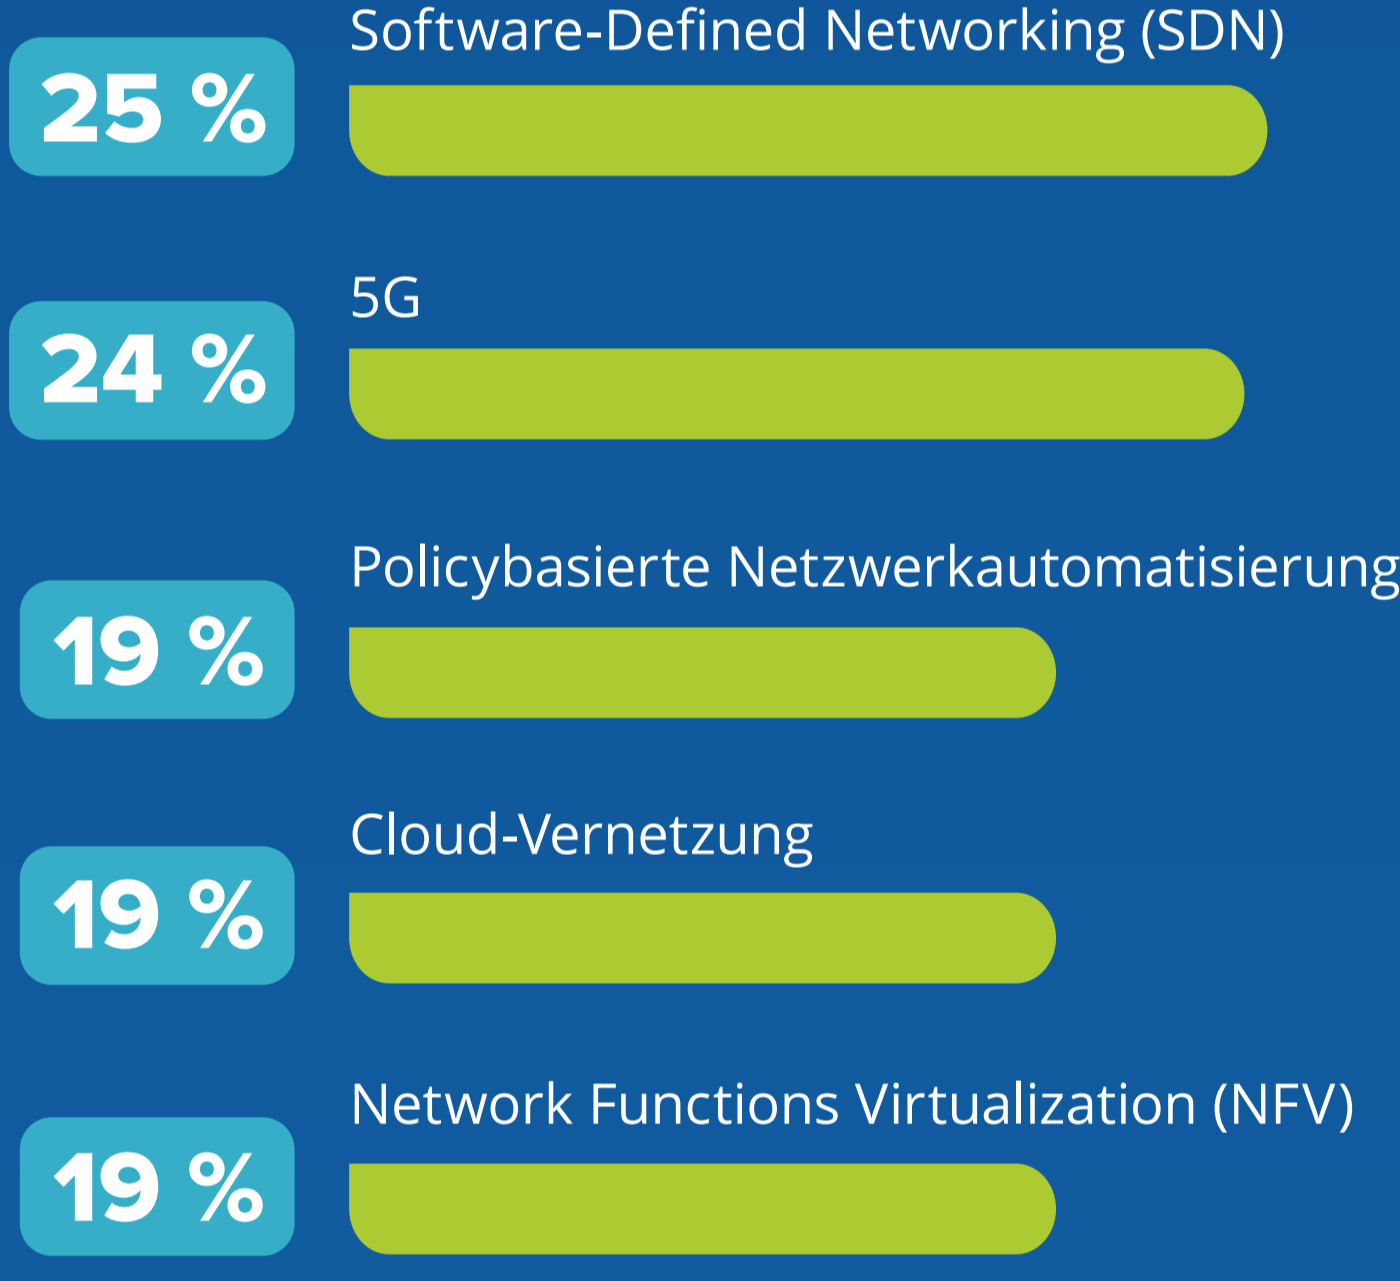 Software-Defined Networking (SDN)
25 %
5G
24 %
Policybasierte Netzwerkautomatisierung
19 %
Cloud-Vernetzung
19 %
Network Functions Virtualization (NFV)
19 %